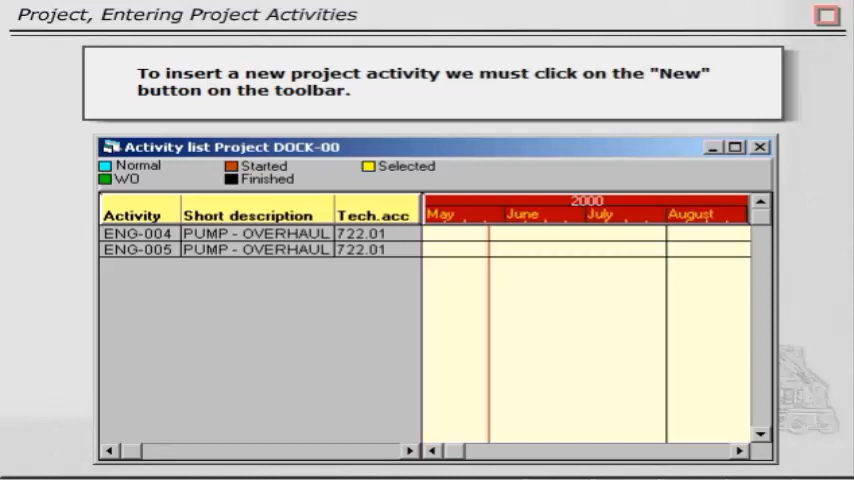 Project, Entering Project Activities
To insert a new project activity we must click on the "New"
button on the toolbar.
Activity list Project DOCK-00
Normal Started Selected
WO Finished
2000
Activity Short description Tech.acc May June July August
ENG-004 PUMP - OVERHAUL 722.01
ENG-005 PUMP - OVERHAUL 722.01